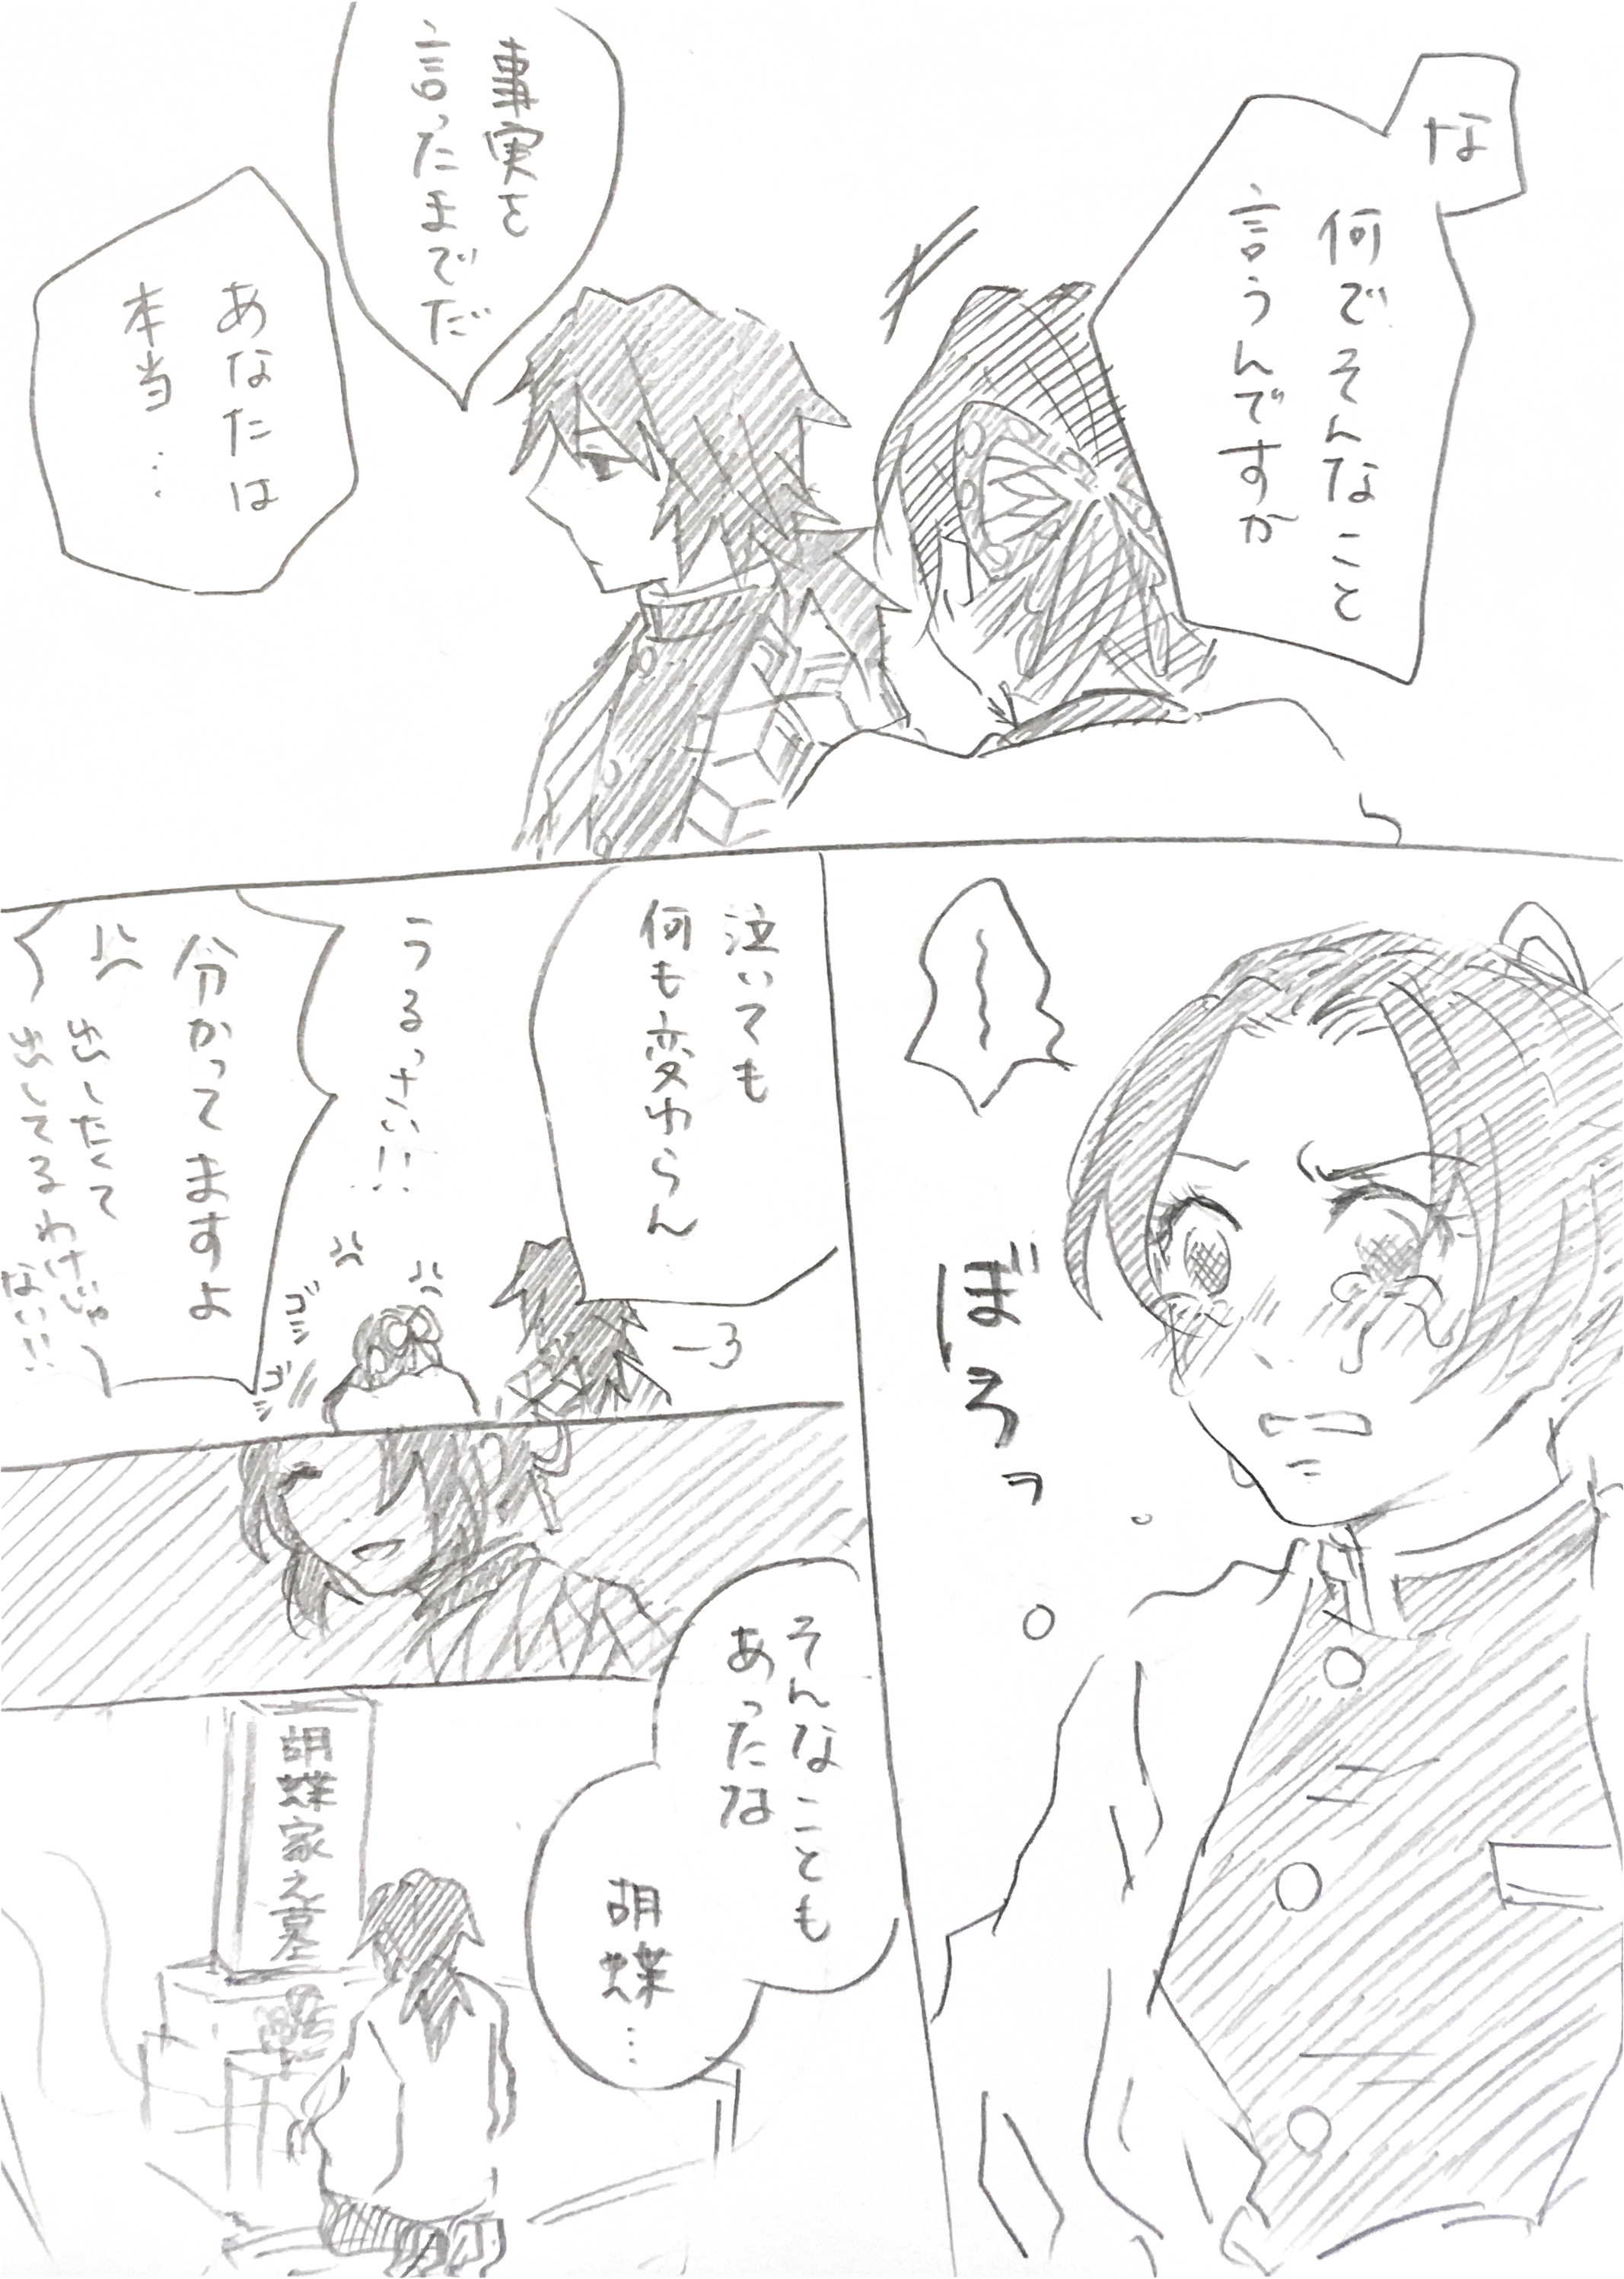 な
何でそんなこと
言うんですか
事実を
言ったまでだ
あなたは
本当…
ぼろっ
泣いても
何も変わらん
うるっさい!!
分かってますよ
出したくて
出してるわけじゃ
ない!!
ゴシ
ゴシ
そんなことも
あったな
胡蝶…
胡蝶家之墓